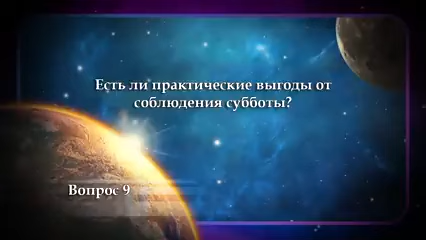 Есть ли практические выгоды от
соблюдения субботы?
Вопрос 9